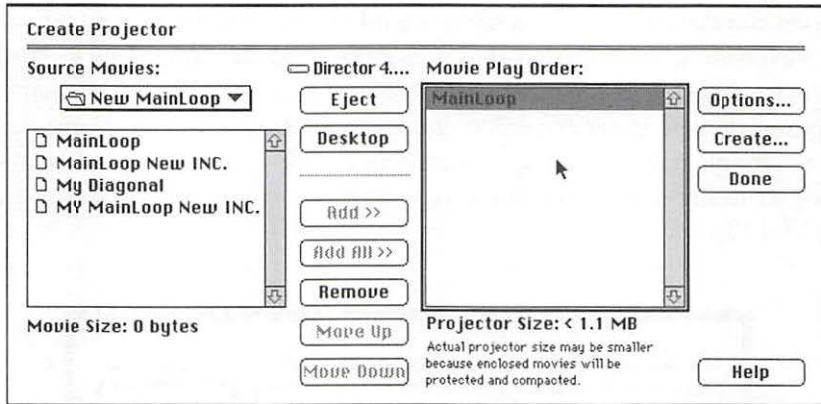 Create Projector
Source Movies:
New MainLoop
MainLoop
MainLoop New INC.
My Diagonal
MY MainLoop New INC.
Movie Size: 0 bytes
Director 4....
Eject
Desktop
Add >>
Add All >>
Remove
Move Up
Move Down
Movie Play Order:
MainLoop
Projector Size: < 1.1 MB
Actual projector size may be smaller
because enclosed movies will be
protected and compacted.
Options...
Create...
Done
Help